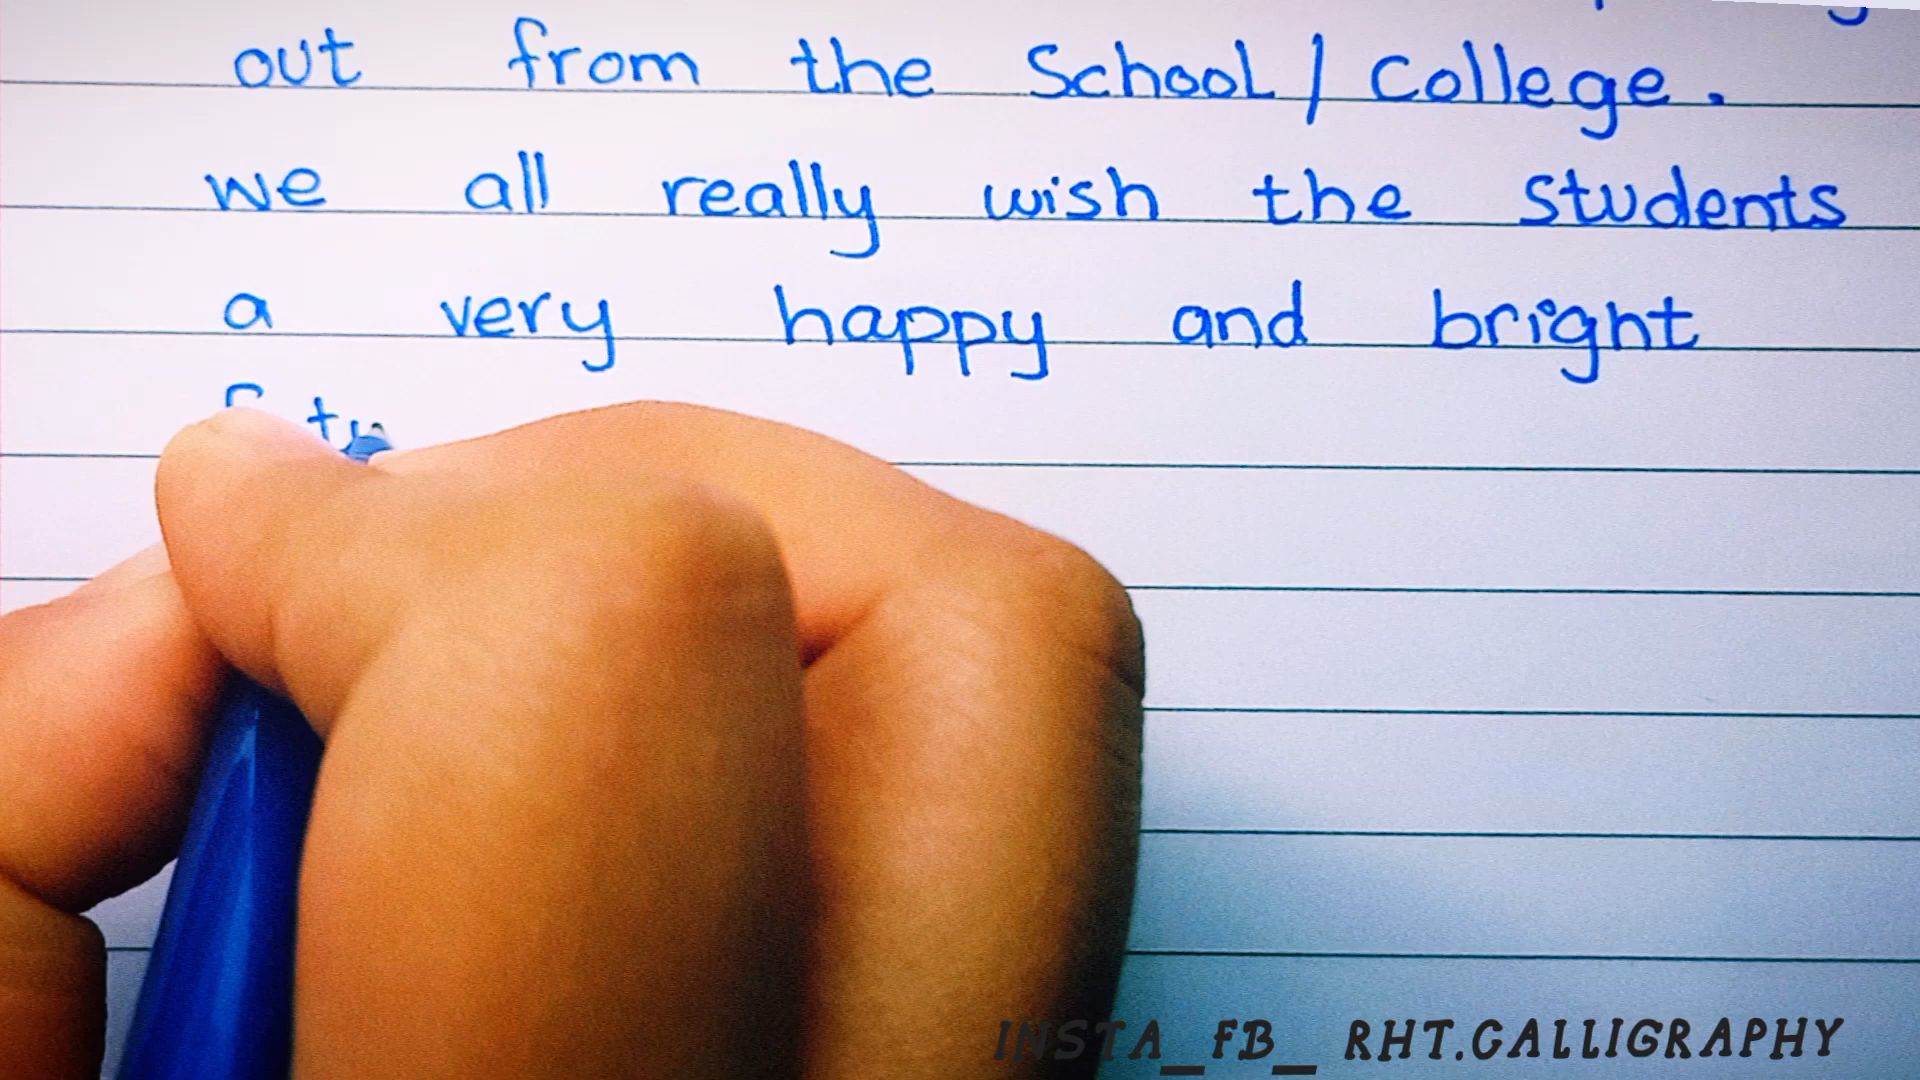 out from the School / College.
we all really wish the students
a very happy and bright
INSTA_FB_ RHT.CALLIGRAPHY